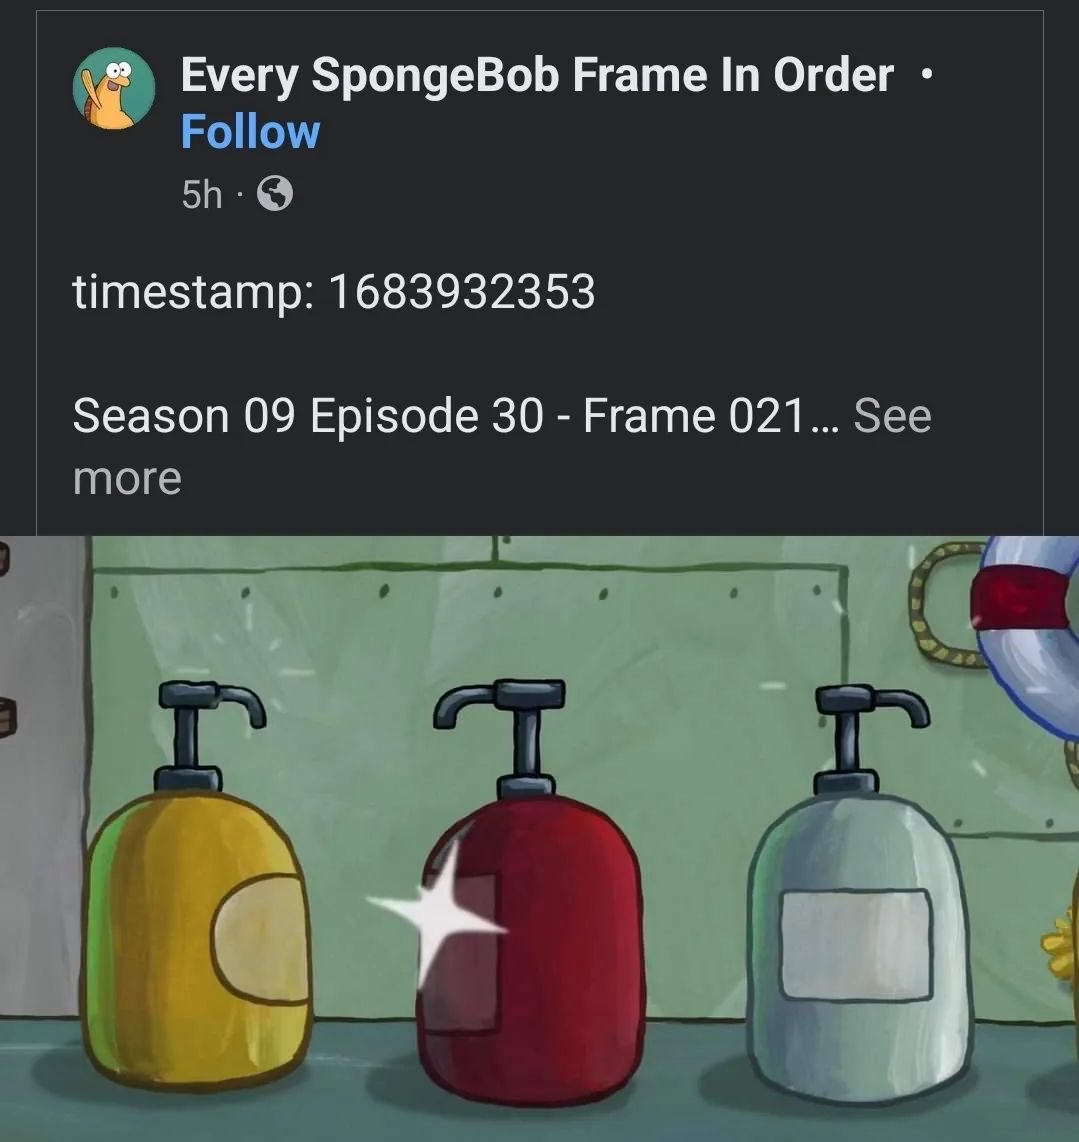 Every SpongeBob Frame In Order •
Follow
5h ·
timestamp: 1683932353
Season 09 Episode 30 - Frame 021... See
more